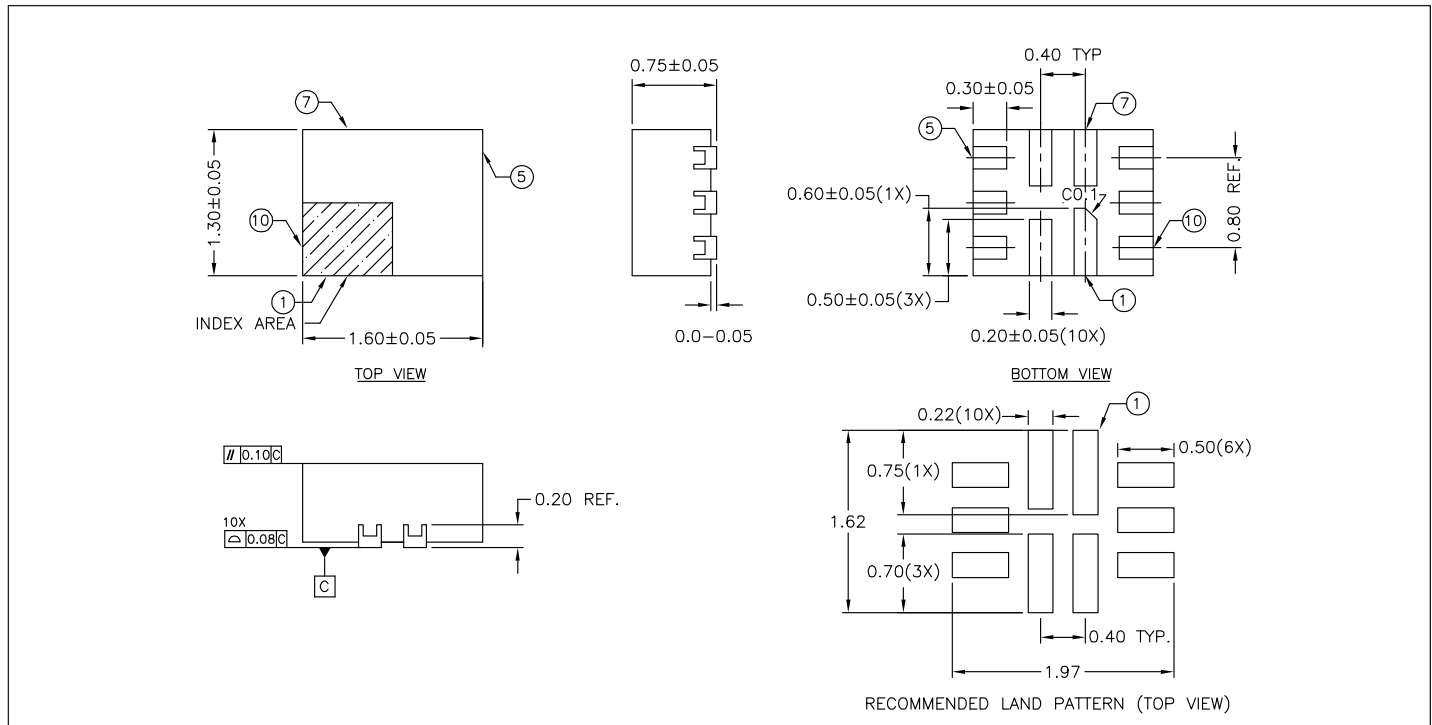 7
5
10
1
1.30±0.05
INDEX AREA
1.60±0.05
TOP VIEW
0.75±0.05
0.0-0.05
0.40 TYP
0.30±0.05
7
5
0.60±0.05(1X)
C0.1
10
0.80 REF.
0.50±0.05(3X)
1
0.20±0.05(10X)
BOTTOM VIEW
// 0.10 C
10X
0.08 C
C
0.20 REF.
0.22(10X)
1
0.50(6X)
0.75(1X)
1.62
0.70(3X)
0.40 TYP.
1.97
RECOMMENDED LAND PATTERN (TOP VIEW)